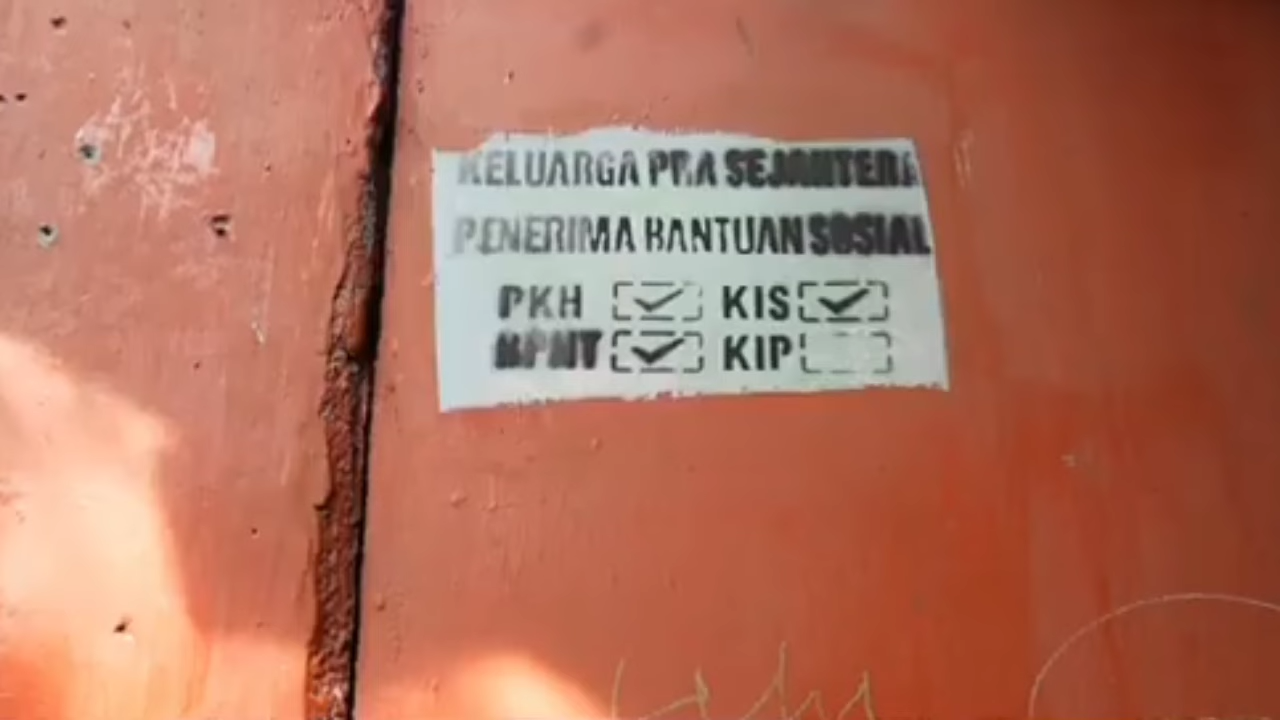 KELUARGA PRA SEJAHTERA
PENERIMA BANTUAN SOSIAL
PKH KIS
BPNT KIP